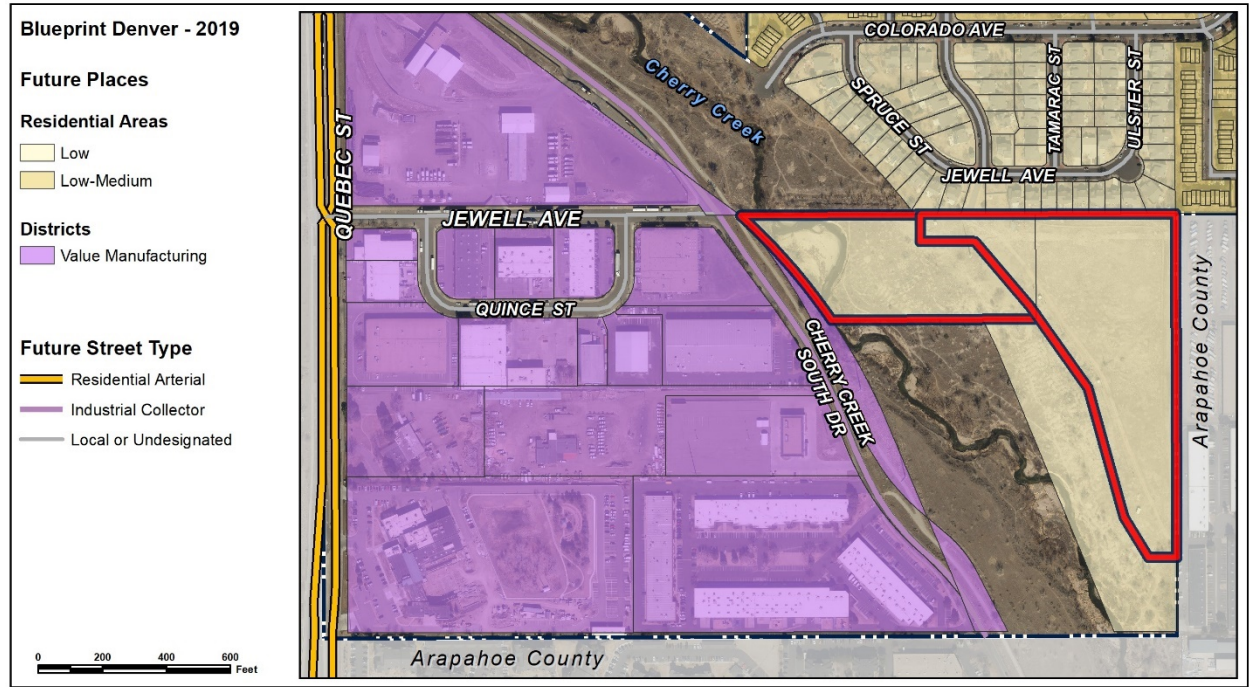 Blueprint Denver - 2019
Future Places
Residential Areas
Low
Low-Medium
Districts
Value Manufacturing
Future Street Type
Residential Arterial
Industrial Collector
Local or Undesignated
0 200 400 600
Feet
COLORADO AVE
Cherry Creek
SPRUCE ST
TAMARAC ST
ULSTER ST
JEWELL AVE
QUEBEC ST
JEWELL AVE
QUINCE ST
CHERRY CREEK
SOUTH DR
Arapahoe County
Arapahoe County